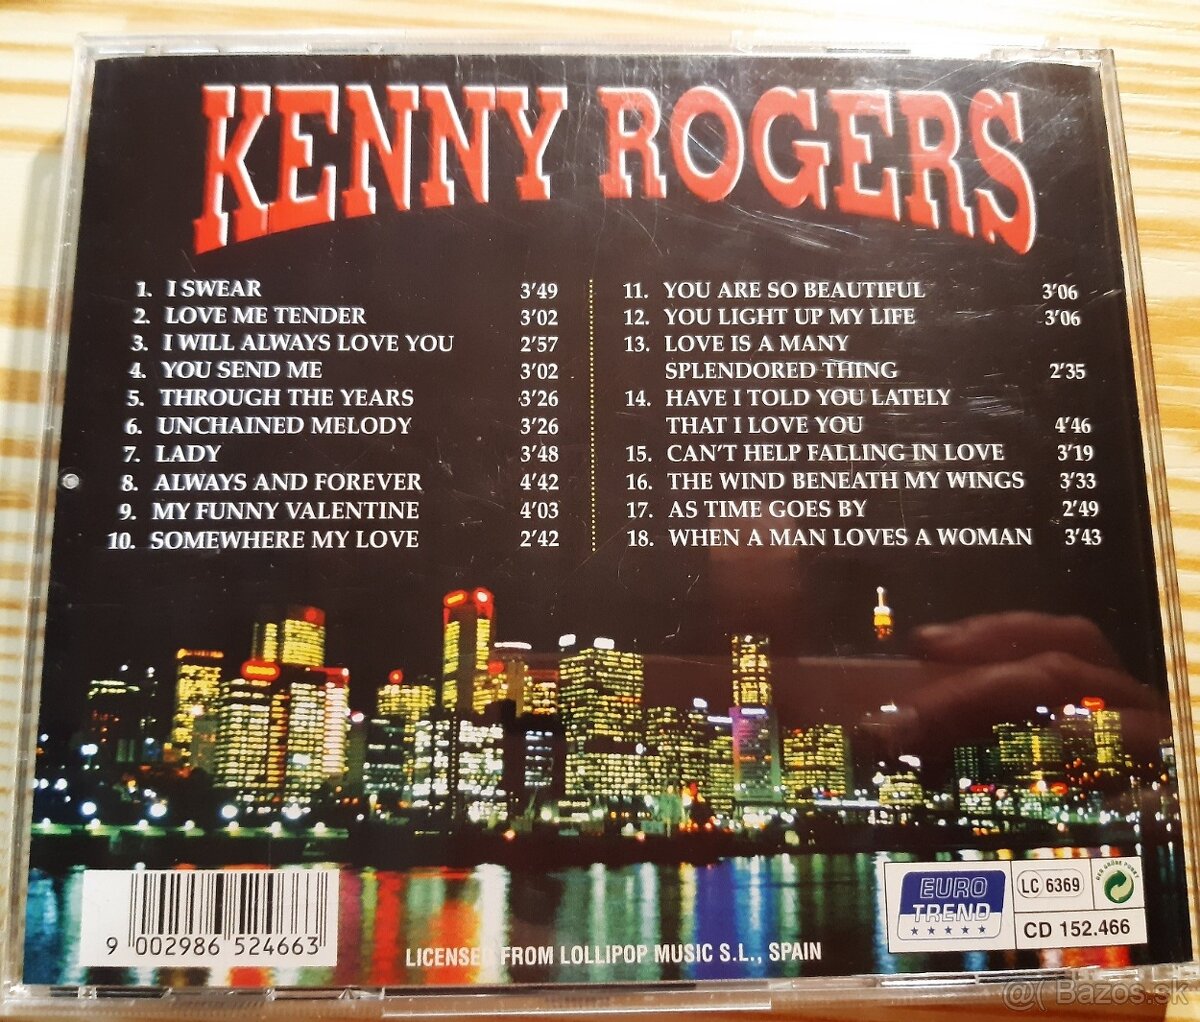 KENNY ROGERS
1. I SWEAR 3'49
2. LOVE ME TENDER 3'02
3. I WILL ALWAYS LOVE YOU 2'57
4. YOU SEND ME 3'02
5. THROUGH THE YEARS 3'26
6. UNCHAINED MELODY 3'26
7. LADY 3'48
8. ALWAYS AND FOREVER 4'42
9. MY FUNNY VALENTINE 4'03
10. SOMEWHERE MY LOVE 2'42
11. YOU ARE SO BEAUTIFUL 3'06
12. YOU LIGHT UP MY LIFE 3'06
13. LOVE IS A MANY
SPLENDORED THING 2'35
14. HAVE I TOLD YOU LATELY
THAT I LOVE YOU 4'46
15. CAN'T HELP FALLING IN LOVE 3'19
16. THE WIND BENEATH MY WINGS 3'33
17. AS TIME GOES BY 2'49
18. WHEN A MAN LOVES A WOMAN 3'43
9 002986 524663
LICENSED FROM LOLLIPOP MUSIC S.L., SPAIN
EURO
TREND
LC 6369
DER GRÜNE PUNKT
CD 152.466
@( Bazos.sk